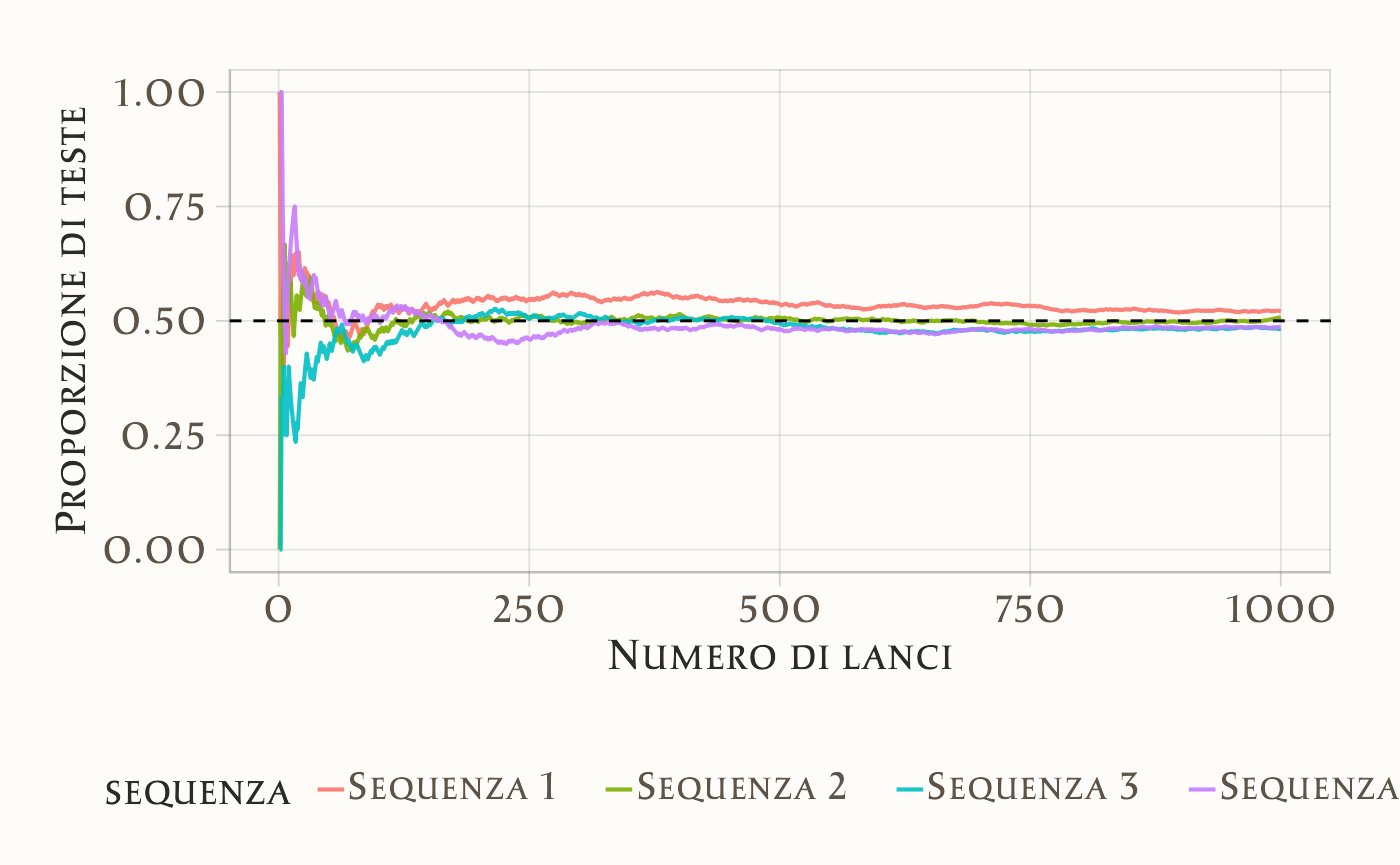 Proporzione di teste
1.00
0.75
0.50
0.25
0.00
0 250 500 750 1000
Numero di lanci
sequenza Sequenza 1 Sequenza 2 Sequenza 3 Sequenza